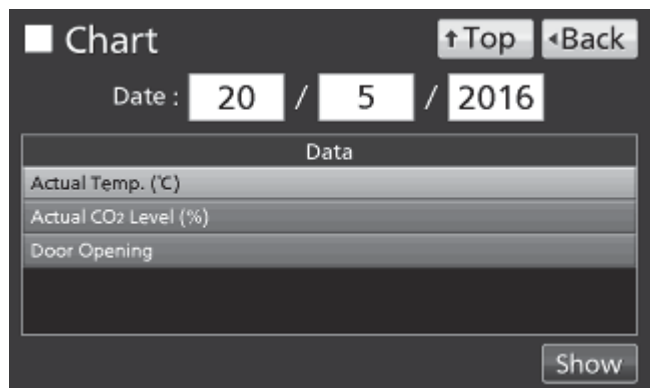 Chart
↑Top
◂Back
Date : 20 / 5 / 2016
Data
Actual Temp. (℃)
Actual CO₂ Level (%)
Door Opening
Show